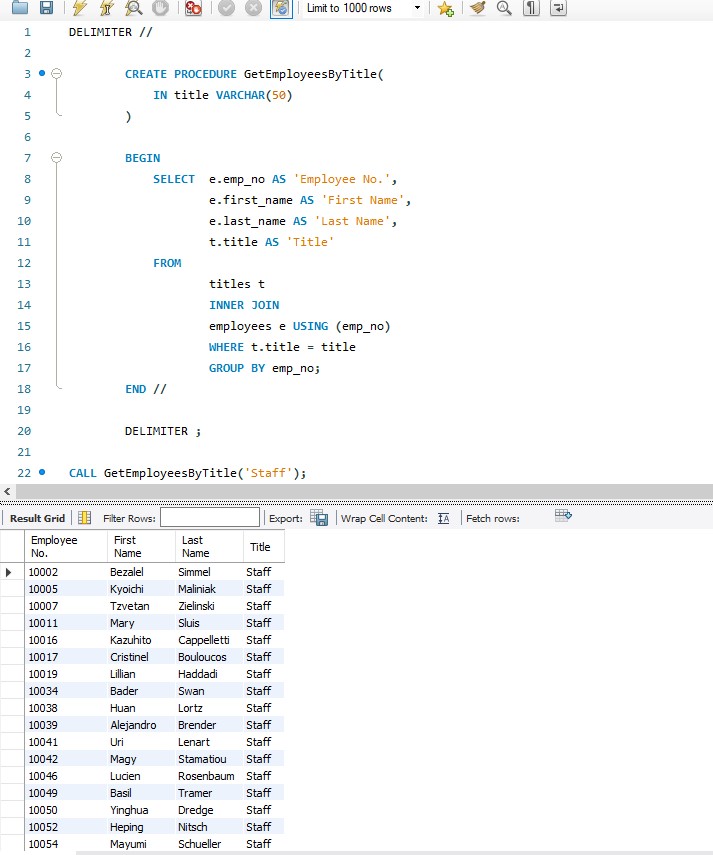 Limit to 1000 rows
1 DELIMITER //
2
3 CREATE PROCEDURE GetEmployeesByTitle(
4 IN title VARCHAR(50)
5 )
6
7 BEGIN
8 SELECT e.emp_no AS 'Employee No.',
9 e.first_name AS 'First Name',
10 e.last_name AS 'Last Name',
11 t.title AS 'Title'
12 FROM
13 titles t
14 INNER JOIN
15 employees e USING (emp_no)
16 WHERE t.title = title
17 GROUP BY emp_no;
18 END //
19
20 DELIMITER ;
21
22 CALL GetEmployeesByTitle('Staff');
Result Grid Filter Rows: Export: Wrap Cell Content: Fetch rows:
Employee No. First Name Last Name Title
10002 Bezalel Simmel Staff
10005 Kyoichi Maliniak Staff
10007 Tzvetan Zielinski Staff
10011 Mary Sluis Staff
10016 Kazuhito Cappelletti Staff
10017 Cristinel Bouloucos Staff
10019 Lillian Haddadi Staff
10034 Bader Swan Staff
10038 Huan Lortz Staff
10039 Alejandro Brender Staff
10041 Uri Lenart Staff
10042 Magy Stamatiou Staff
10046 Lucien Rosenbaum Staff
10049 Basil Tramer Staff
10050 Yinghua Dredge Staff
10052 Heping Nitsch Staff
10054 Mayumi Schueller Staff